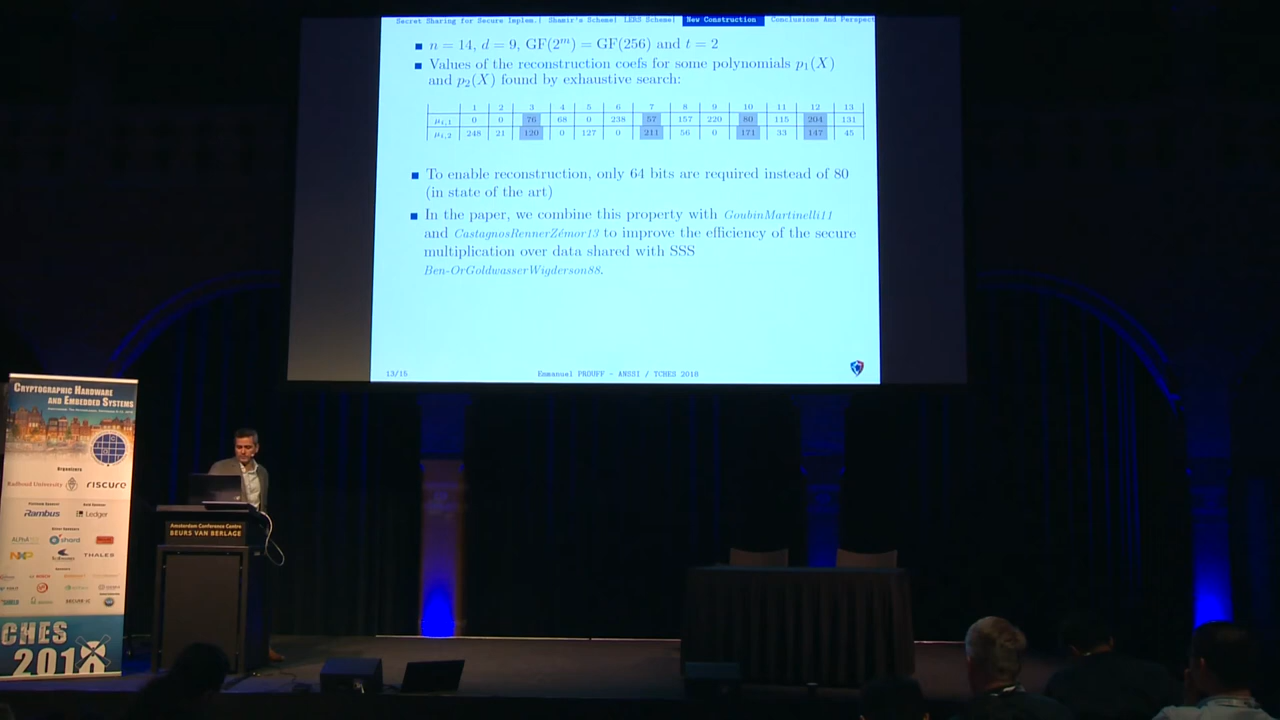 Secret Sharing for Secure Implem.| Shamir's Scheme| LERS Scheme| New Construction Conclusions And Perspect
■ n = 14, d = 9, GF(2^m) = GF(256) and t = 2
■ Values of the reconstruction coefs for some polynomials p₁(X)
and p₂(X) found by exhaustive search:
1 2 3 4 5 6 7 8 9 10 11 12 13
μᵢ,₁ 0 0 76 68 0 238 57 157 220 80 115 204 131
μᵢ,₂ 248 21 120 0 127 0 211 56 0 171 33 147 45
■ To enable reconstruction, only 64 bits are required instead of 80
(in state of the art)
■ In the paper, we combine this property with GoubinMartinelli11
and CastagnosRennerZémor13 to improve the efficiency of the secure
multiplication over data shared with SSS
Ben-OrGoldwasserWigderson88.
13/15 Emmanuel PROUFF - ANSSI / TCHES 2018
CRYPTOGRAPHIC HARDWARE
AND EMBEDDED SYSTEMS
Organisers
Radboud University riscure
Rambus Ledger
shard
NXP THALES
CHES
2018
Amsterdam Conference Centre
BEURS VAN BERLAGE